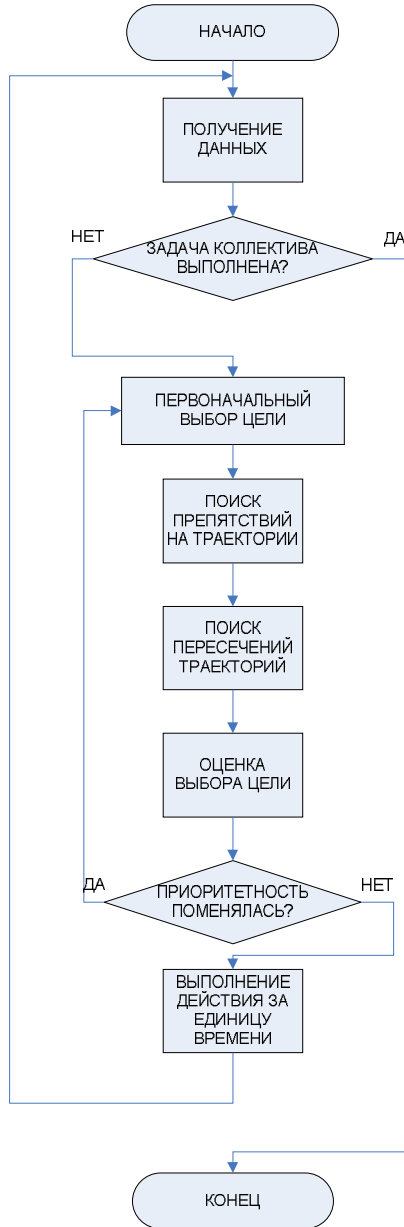 НАЧАЛО
ПОЛУЧЕНИЕ
ДАННЫХ
НЕТ
ЗАДАЧА КОЛЛЕКТИВА
ВЫПОЛНЕНА?
ДА
ПЕРВОНАЧАЛЬНЫЙ
ВЫБОР ЦЕЛИ
ПОИСК
ПРЕПЯТСТВИЙ
НА ТРАЕКТОРИИ
ПОИСК
ПЕРЕСЕЧЕНИЙ
ТРАЕКТОРИЙ
ОЦЕНКА
ВЫБОРА ЦЕЛИ
ДА
ПРИОРИТЕТНОСТЬ
ПОМЕНЯЛАСЬ?
НЕТ
ВЫПОЛНЕНИЕ
ДЕЙСТВИЯ ЗА
ЕДИНИЦУ
ВРЕМЕНИ
КОНЕЦ